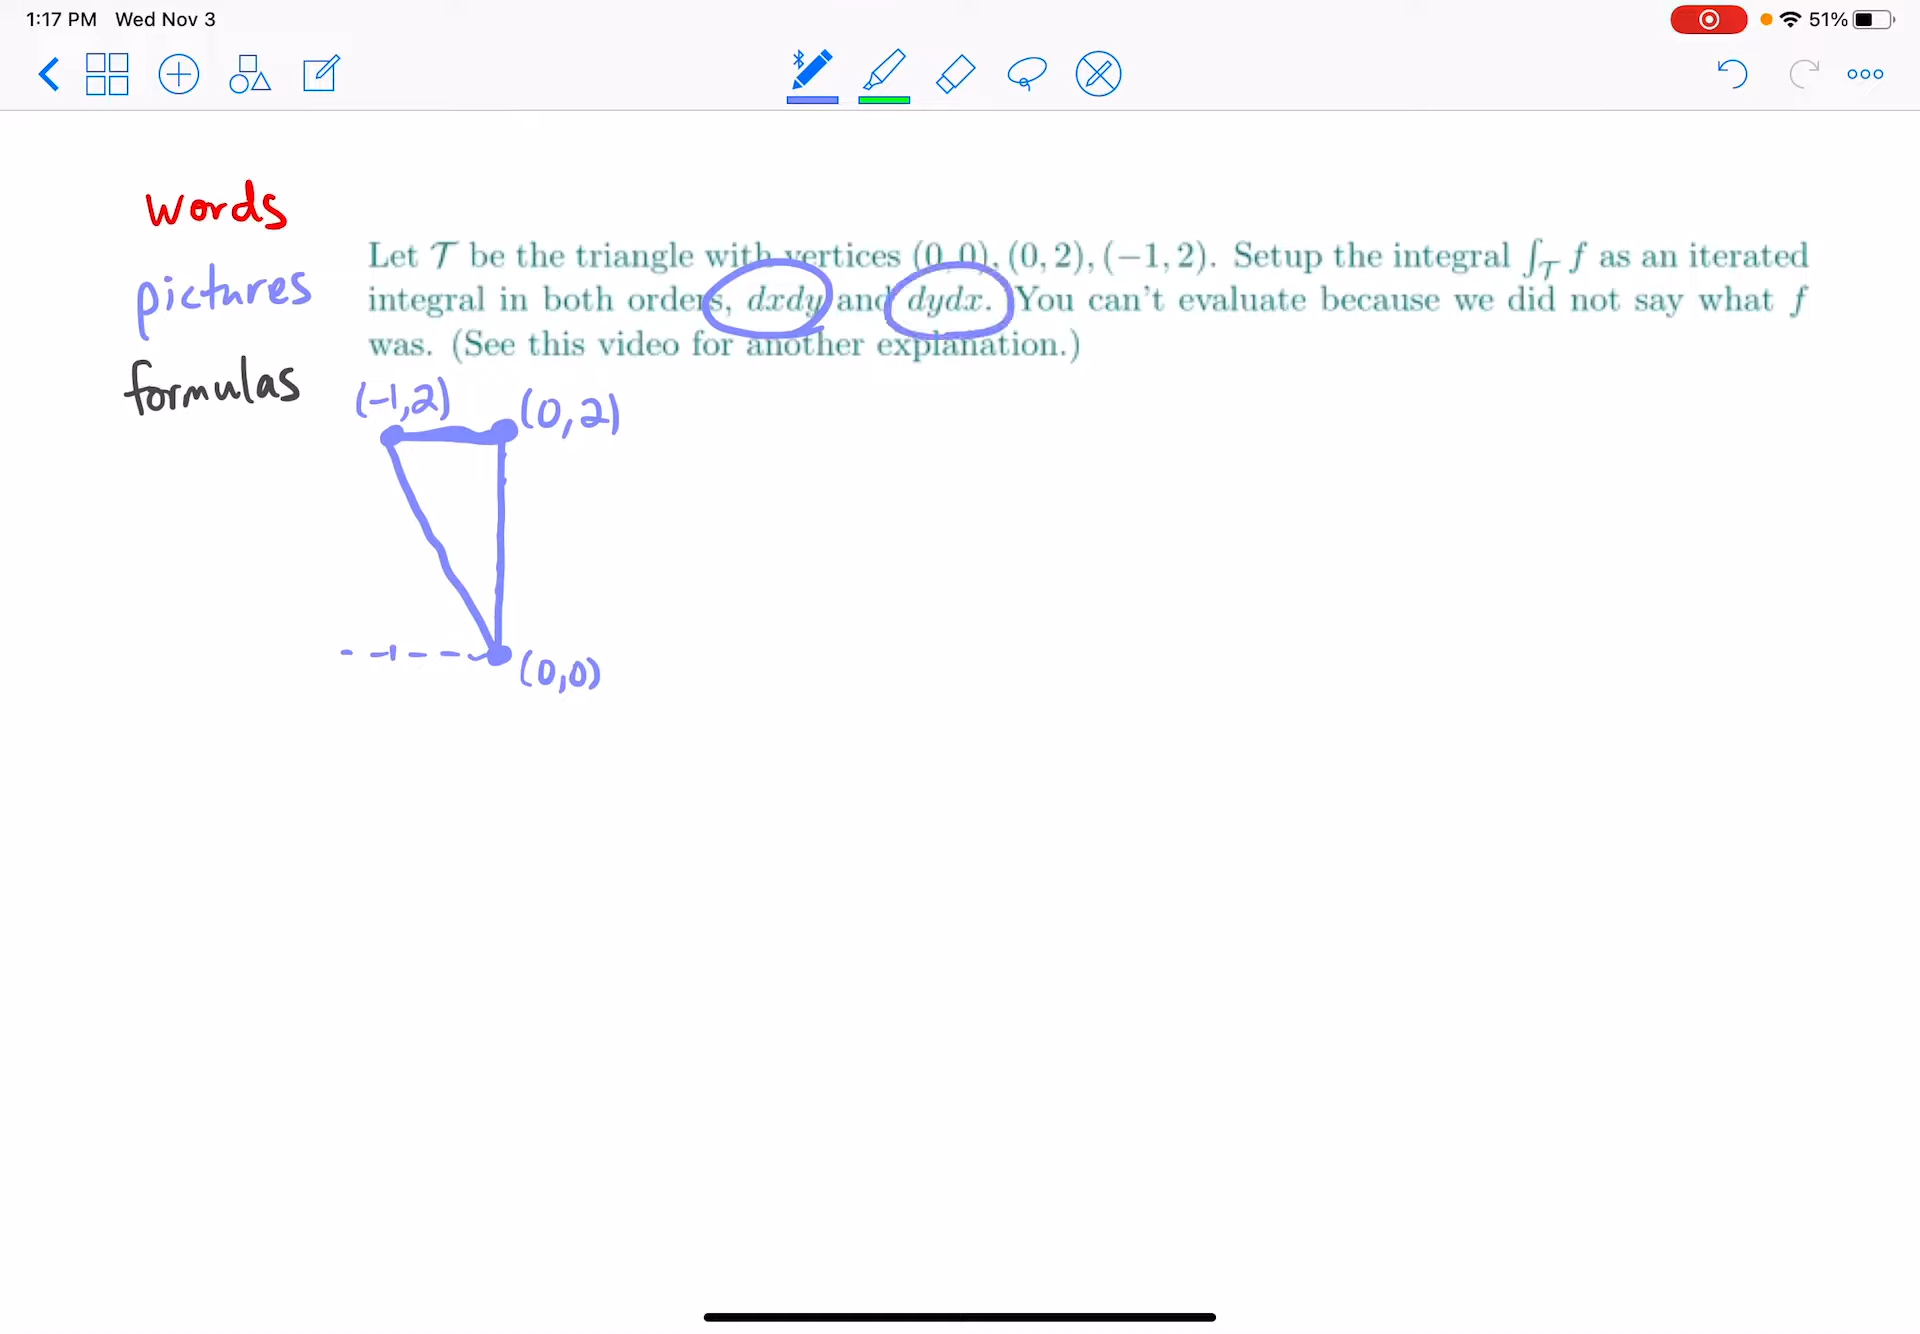 1:17 PM Wed Nov 3
51%
words
pictures
formulas
Let 𝒯 be the triangle with vertices (0, 0), (0, 2), (−1, 2). Setup the integral ∫_𝒯 f as an iterated
integral in both orders, dxdy and dydx. You can't evaluate because we did not say what f
was. (See this video for another explanation.)
(-1,2)
(0,2)
(0,0)